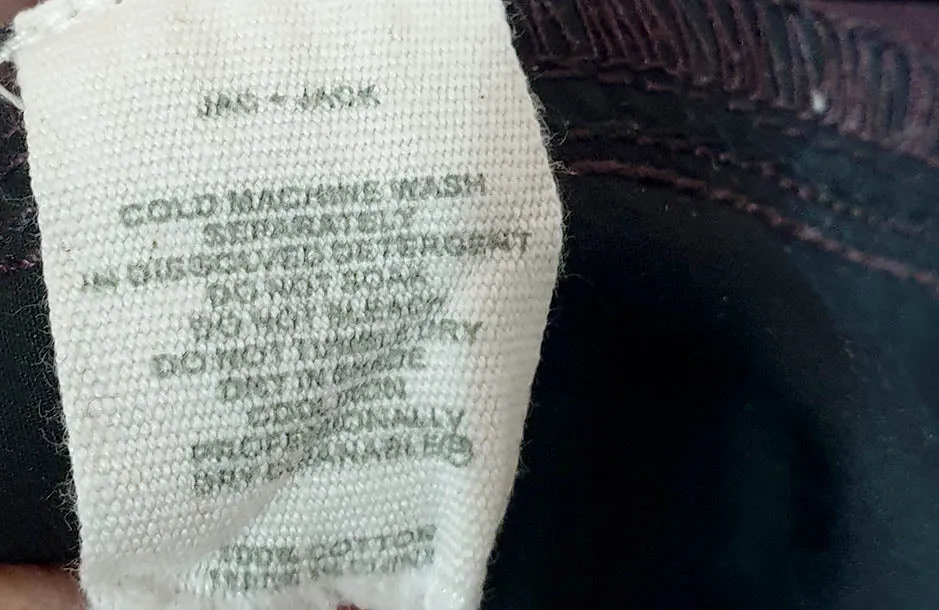 JAG + JACK
COLD MACHINE WASH
SEPARATELY
IN DISSOLVED DETERGENT
DO NOT SOAK
DO NOT BLEACH
DO NOT TUMBLE DRY
DRY IN SHADE
COOL IRON
PROFESSIONALLY
DRY CLEANABLE Ⓟ
100% COTTON